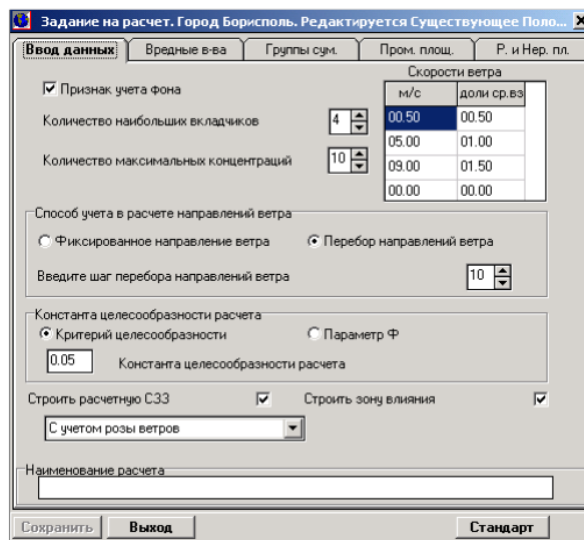 Задание на расчет. Город Борисполь. Редактируется Существующее Поло...
Ввод данных Вредные в-ва Группы сум. Пром. площ. Р. и Нер. пл.
Признак учета фона
Скорости ветра
м/с доли ср.вз
00.50 00.50
05.00 01.00
09.00 01.50
00.00 00.00
Количество наибольших вкладчиков 4
Количество максимальных концентраций 10
Способ учета в расчете направлений ветра
Фиксированное направление ветра Перебор направлений ветра
Введите шаг перебора направлений ветра 10
Константа целесообразности расчета
Критерий целесообразности Параметр Ф
0.05 Константа целесообразности расчета
Строить расчетную СЗЗ Строить зону влияния
С учетом розы ветров
Наименование расчета
Сохранить Выход Стандарт